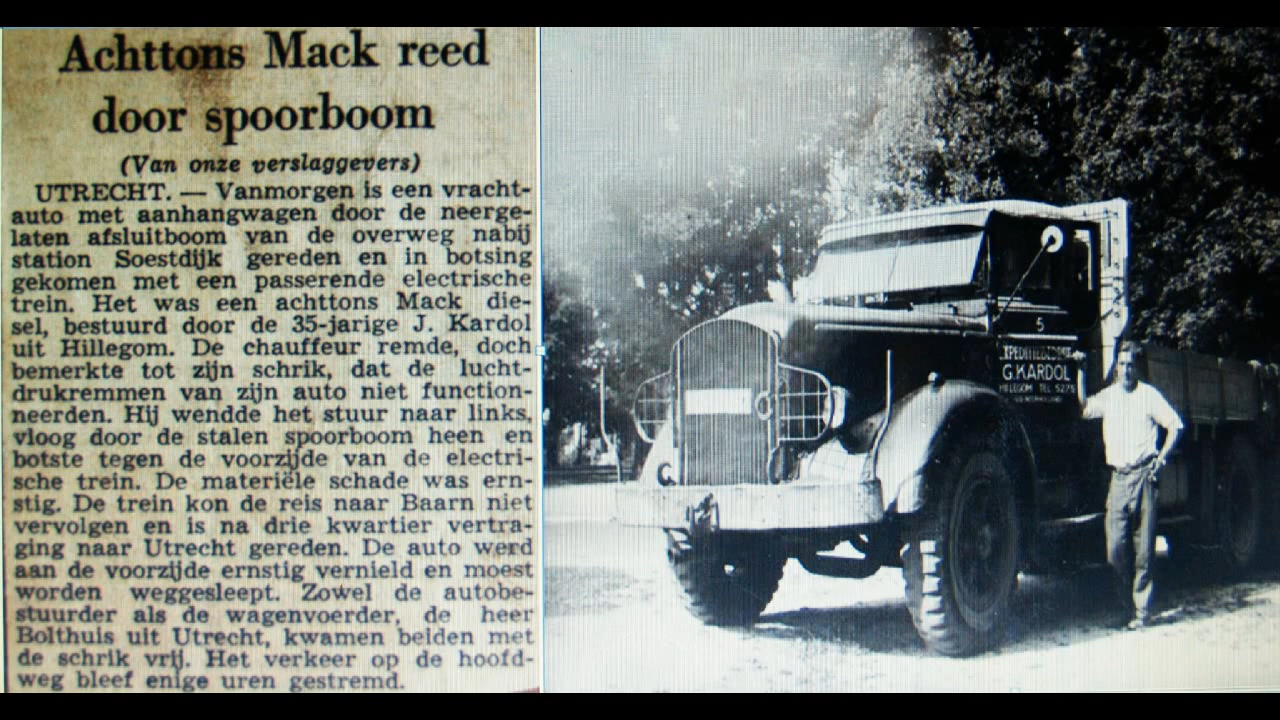 Achttons Mack reed
door spoorboom
(Van onze verslaggevers)
UTRECHT. — Vanmorgen is een vracht-
auto met aanhangwagen door de neerge-
laten afsluitboom van de overweg nabij
station Soestdijk gereden en in botsing
gekomen met een passerende electrische
trein. Het was een achttons Mack die-
sel, bestuurd door de 35-jarige J. Kardol
uit Hillegom. De chauffeur remde, doch
bemerkte tot zijn schrik, dat de lucht-
drukremmen van zijn auto niet function-
neerden. Hij wendde het stuur naar links,
vloog door de stalen spoorboom heen en
botste tegen de voorzijde van de electri-
sche trein. De materiële schade was ern-
stig. De trein kon de reis naar Baarn niet
vervolgen en is na drie kwartier vertra-
ging naar Utrecht gereden. De auto werd
aan de voorzijde ernstig vernield en moest
worden weggesleept. Zowel de autobe-
stuurder als de wagenvoerder, de heer
Bolthuis uit Utrecht, kwamen beiden met
de schrik vrij. Het verkeer op de hoofd-
weg bleef enige uren gestremd.
5
G. KARDOL
HILLEGOM TEL. 5275